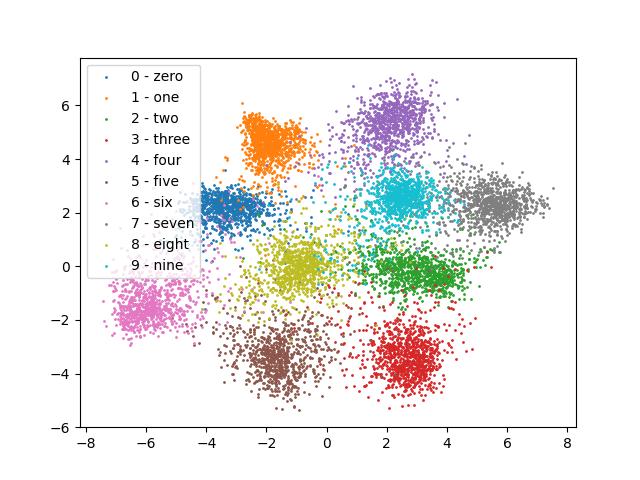 0 - zero
1 - one
2 - two
3 - three
4 - four
5 - five
6 - six
7 - seven
8 - eight
9 - nine
6
4
2
0
−2
−4
−6
−8 −6 −4 −2 0 2 4 6 8